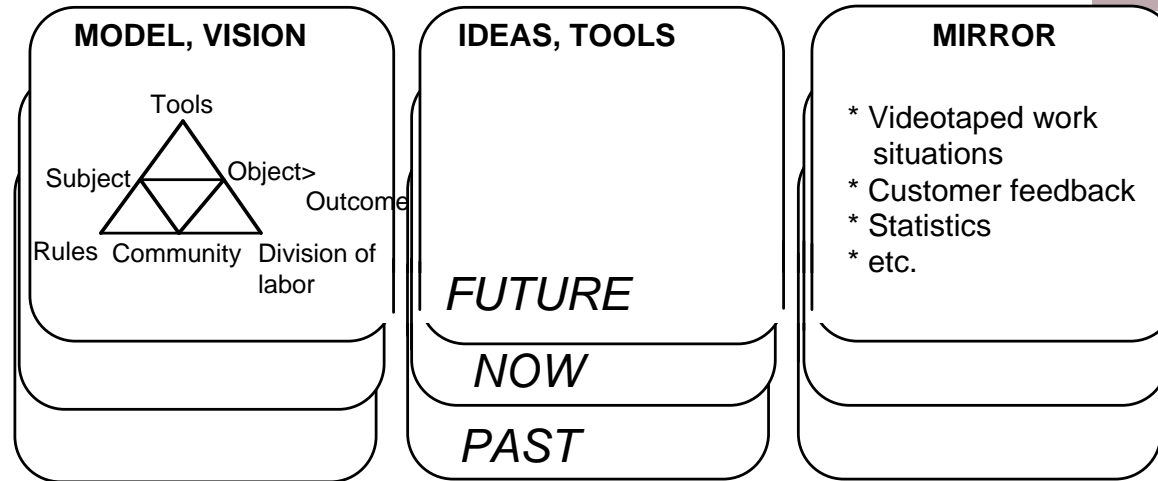 MODEL, VISION
Tools
Subject
Object>
Outcome
Rules
Community
Division of
labor
IDEAS, TOOLS
FUTURE
NOW
PAST
MIRROR
* Videotaped work
situations
* Customer feedback
* Statistics
* etc.